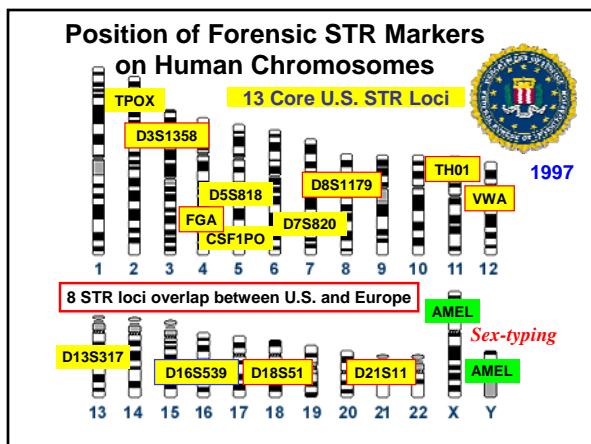 Position of Forensic STR Markers
on Human Chromosomes
13 Core U.S. STR Loci
1997
TPOX
D3S1358
TH01
D8S1179
D5S818
VWA
FGA
D7S820
CSF1PO
1 2 3 4 5 6 7 8 9 10 11 12
8 STR loci overlap between U.S. and Europe
AMEL
Sex-typing
D13S317
D16S539
D18S51
D21S11
AMEL
13 14 15 16 17 18 19 20 21 22 X Y